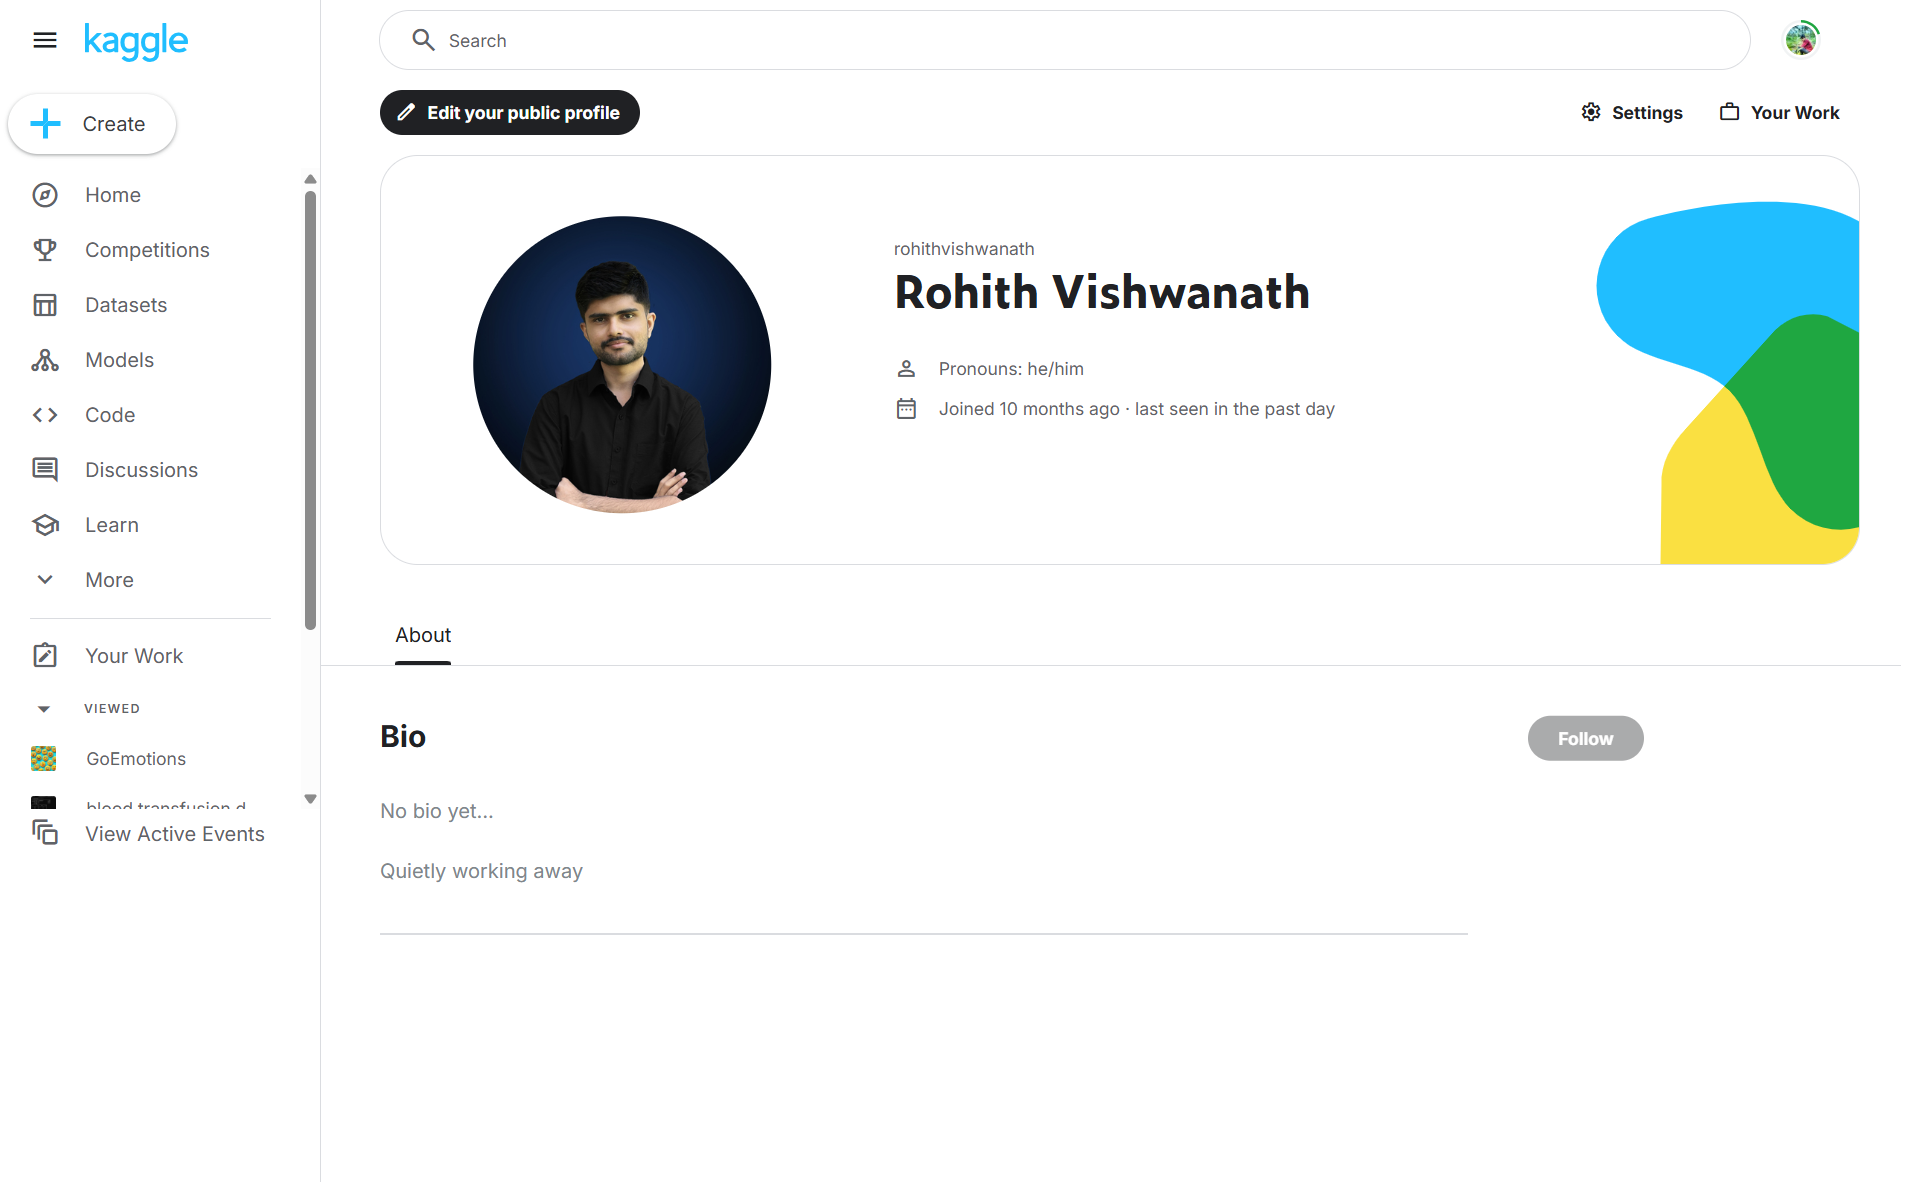 kaggle
Search
Create
Edit your public profile
Settings
Your Work
Home
Competitions
Datasets
Models
Code
Discussions
Learn
More
Your Work
VIEWED
GoEmotions
blood transfusion d
View Active Events
rohithvishwanath
Rohith Vishwanath
Pronouns: he/him
Joined 10 months ago · last seen in the past day
About
Bio
Follow
No bio yet...
Quietly working away